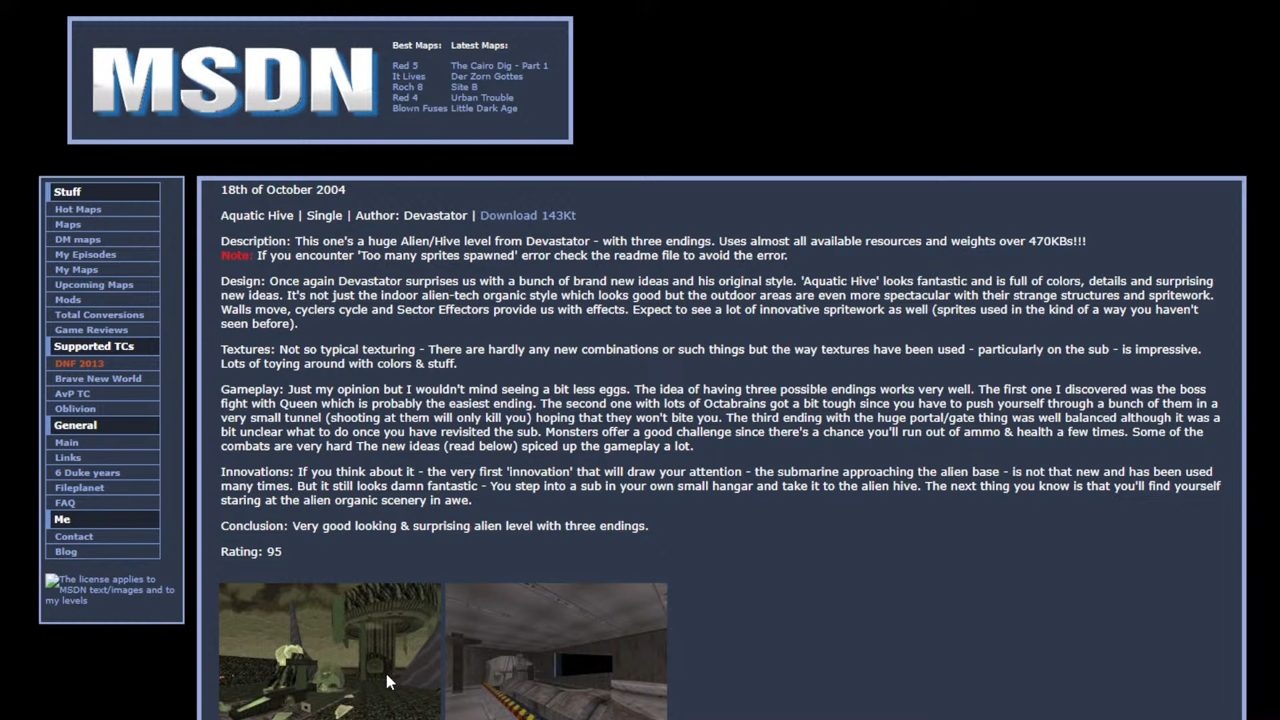 MSDN
Best Maps:
Red 5
It Lives
Roch 8
Red 4
Blown Fuses
Latest Maps:
The Cairo Dig - Part 1
Der Zorn Gottes
Site B
Urban Trouble
Little Dark Age
Stuff
Hot Maps
Maps
DM maps
My Episodes
My Maps
Upcoming Maps
Mods
Total Conversions
Game Reviews
Supported TCs
DNF 2013
Brave New World
AvP TC
Oblivion
General
Main
Links
6 Duke years
Fileplanet
FAQ
Me
Contact
Blog
The license applies to
MSDN text/images and to
my levels
18th of October 2004
Aquatic Hive | Single | Author: Devastator | Download 143Kt
Description: This one's a huge Alien/Hive level from Devastator - with three endings. Uses almost all available resources and weights over 470KBs!!!
Note: If you encounter 'Too many sprites spawned' error check the readme file to avoid the error.
Design: Once again Devastator surprises us with a bunch of brand new ideas and his original style. 'Aquatic Hive' looks fantastic and is full of colors, details and surprising
new ideas. It's not just the indoor alien-tech organic style which looks good but the outdoor areas are even more spectacular with their strange structures and spritework.
Walls move, cyclers cycle and Sector Effectors provide us with effects. Expect to see a lot of innovative spritework as well (sprites used in the kind of a way you haven't
seen before).
Textures: Not so typical texturing - There are hardly any new combinations or such things but the way textures have been used - particularly on the sub - is impressive.
Lots of toying around with colors & stuff.
Gameplay: Just my opinion but I wouldn't mind seeing a bit less eggs. The idea of having three possible endings works very well. The first one I discovered was the boss
fight with Queen which is probably the easiest ending. The second one with lots of Octabrains got a bit tough since you have to push yourself through a bunch of them in a
very small tunnel (shooting at them will only kill you) hoping that they won't bite you. The third ending with the huge portal/gate thing was well balanced although it was a
bit unclear what to do once you have revisited the sub. Monsters offer a good challenge since there's a chance you'll run out of ammo & health a few times. Some of the
combats are very hard The new ideas (read below) spiced up the gameplay a lot.
Innovations: If you think about it - the very first 'innovation' that will draw your attention - the submarine approaching the alien base - is not that new and has been used
many times. But it still looks damn fantastic - You step into a sub in your own small hangar and take it to the alien hive. The next thing you know is that you'll find yourself
staring at the alien organic scenery in awe.
Conclusion: Very good looking & surprising alien level with three endings.
Rating: 95